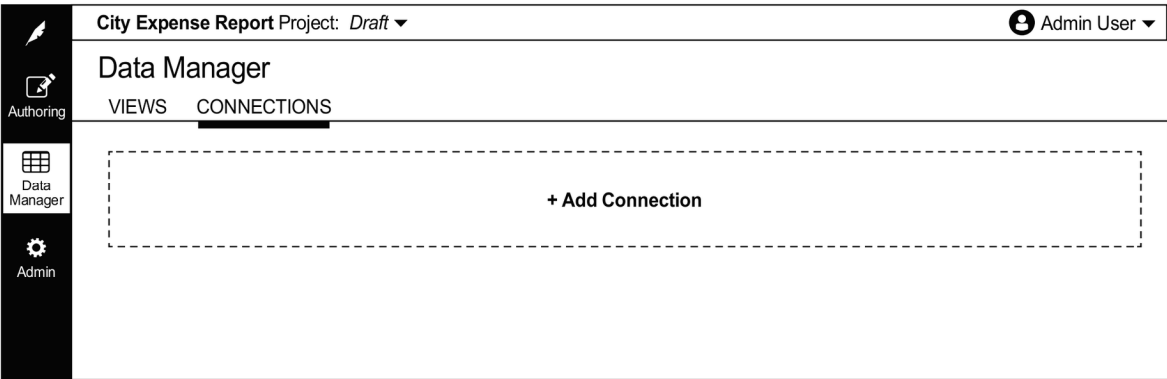 City Expense Report Project: Draft
Admin User
Authoring
Data Manager
VIEWS CONNECTIONS
Data
Manager
+ Add Connection
Admin